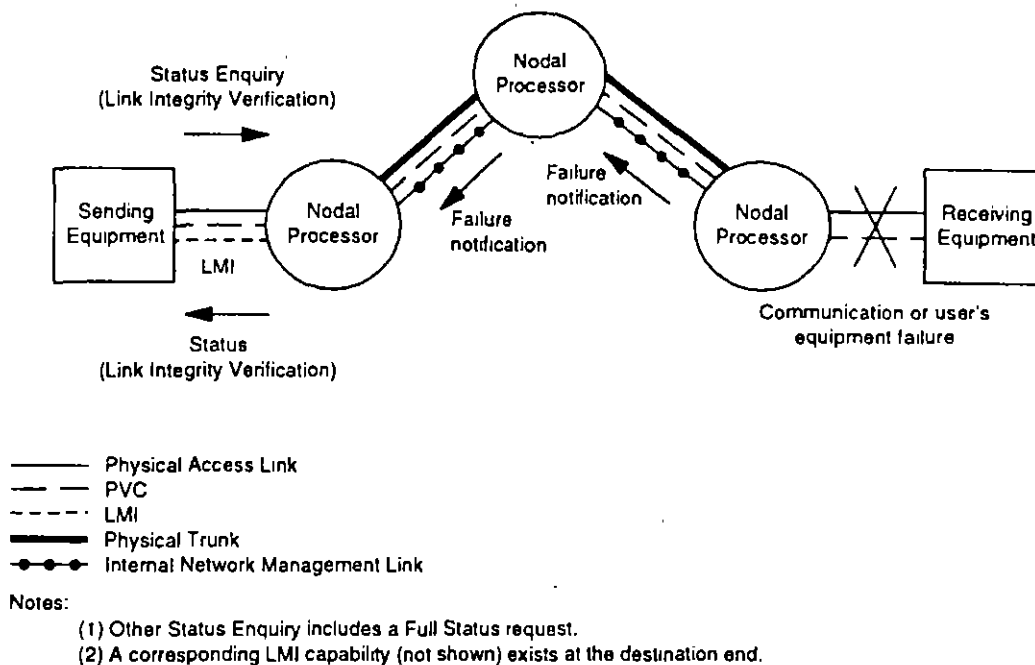 Status Enquiry
(Link Integrity Verification)
Nodal
Processor
Sending
Equipment
LMI
Nodal
Processor
Failure
notification
Failure
notification
Nodal
Processor
Receiving
Equipment
Status
(Link Integrity Verification)
Communication or user's
equipment failure
Physical Access Link
PVC
LMI
Physical Trunk
Internal Network Management Link
Notes:
(1) Other Status Enquiry includes a Full Status request.
(2) A corresponding LMI capability (not shown) exists at the destination end.